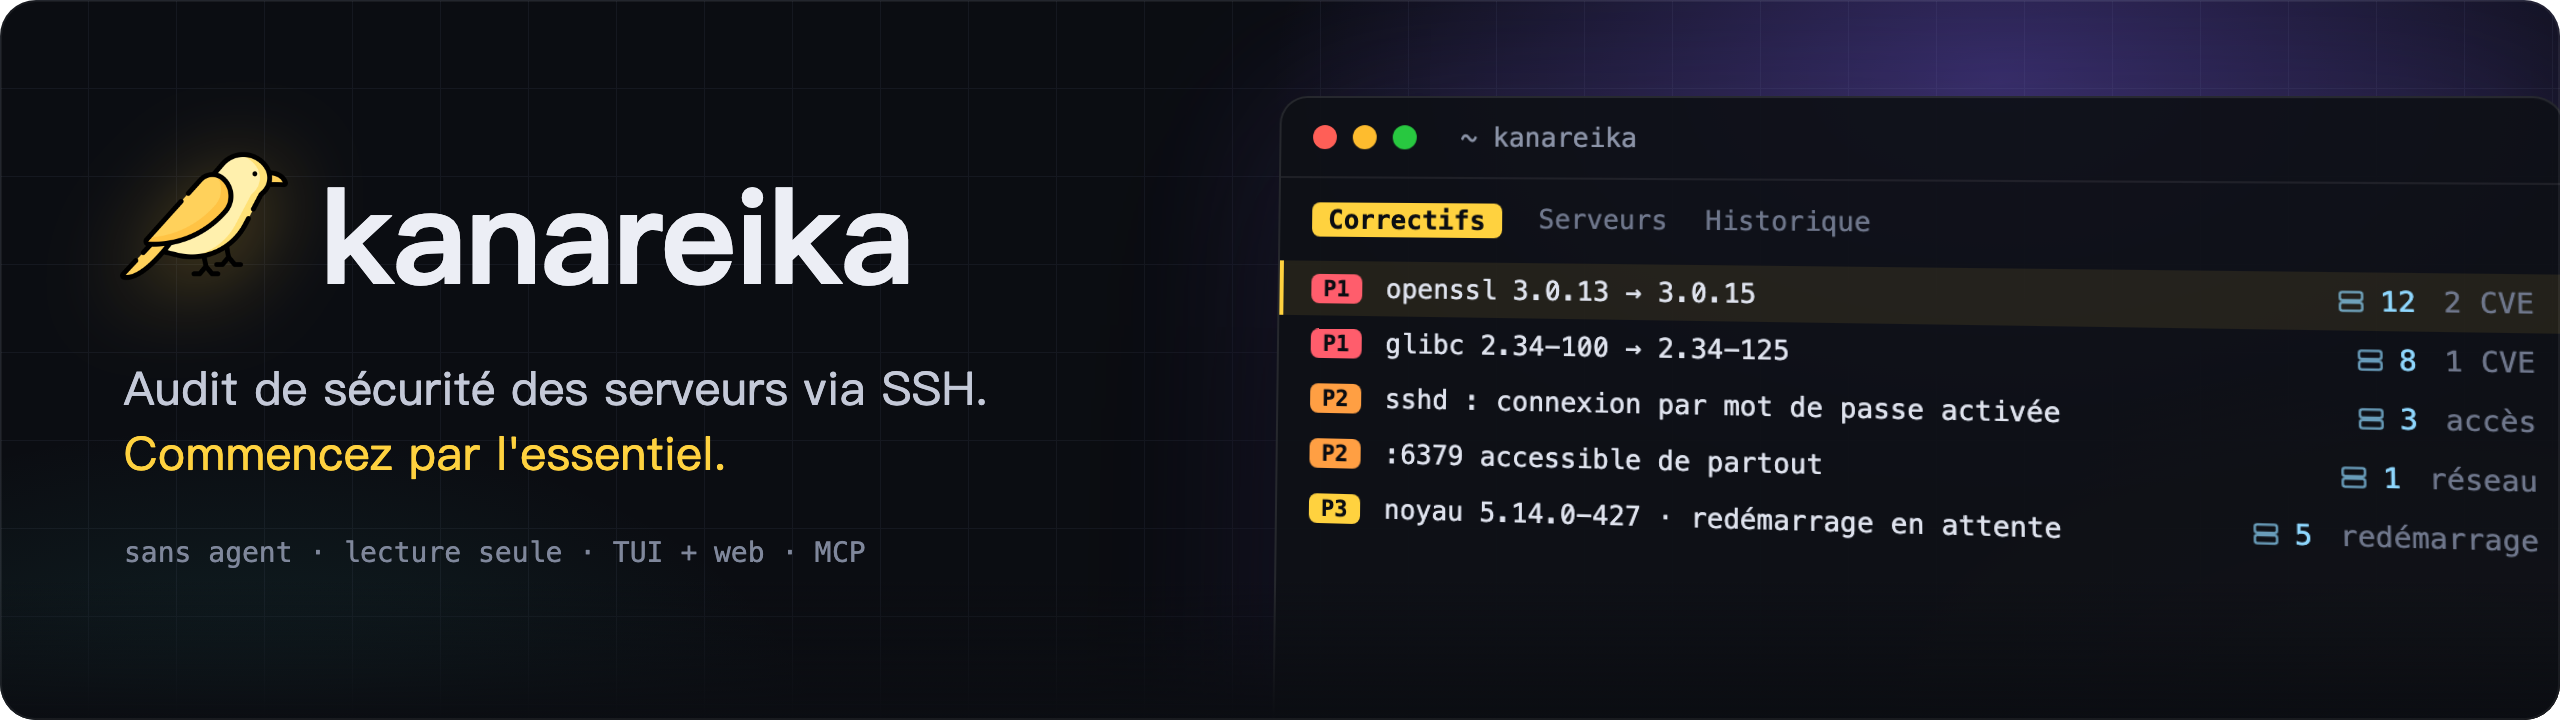 kanareika
Audit de sécurité des serveurs via SSH.
Commencez par l'essentiel.
sans agent · lecture seule · TUI + web · MCP
~ kanareika
Correctifs Serveurs Historique
P1 openssl 3.0.13 → 3.0.15 12 2 CVE
P1 glibc 2.34–100 → 2.34–125 8 1 CVE
P2 sshd : connexion par mot de passe activée 3 accès
P2 :6379 accessible de partout 1 réseau
P3 noyau 5.14.0–427 · redémarrage en attente 5 redémarrage